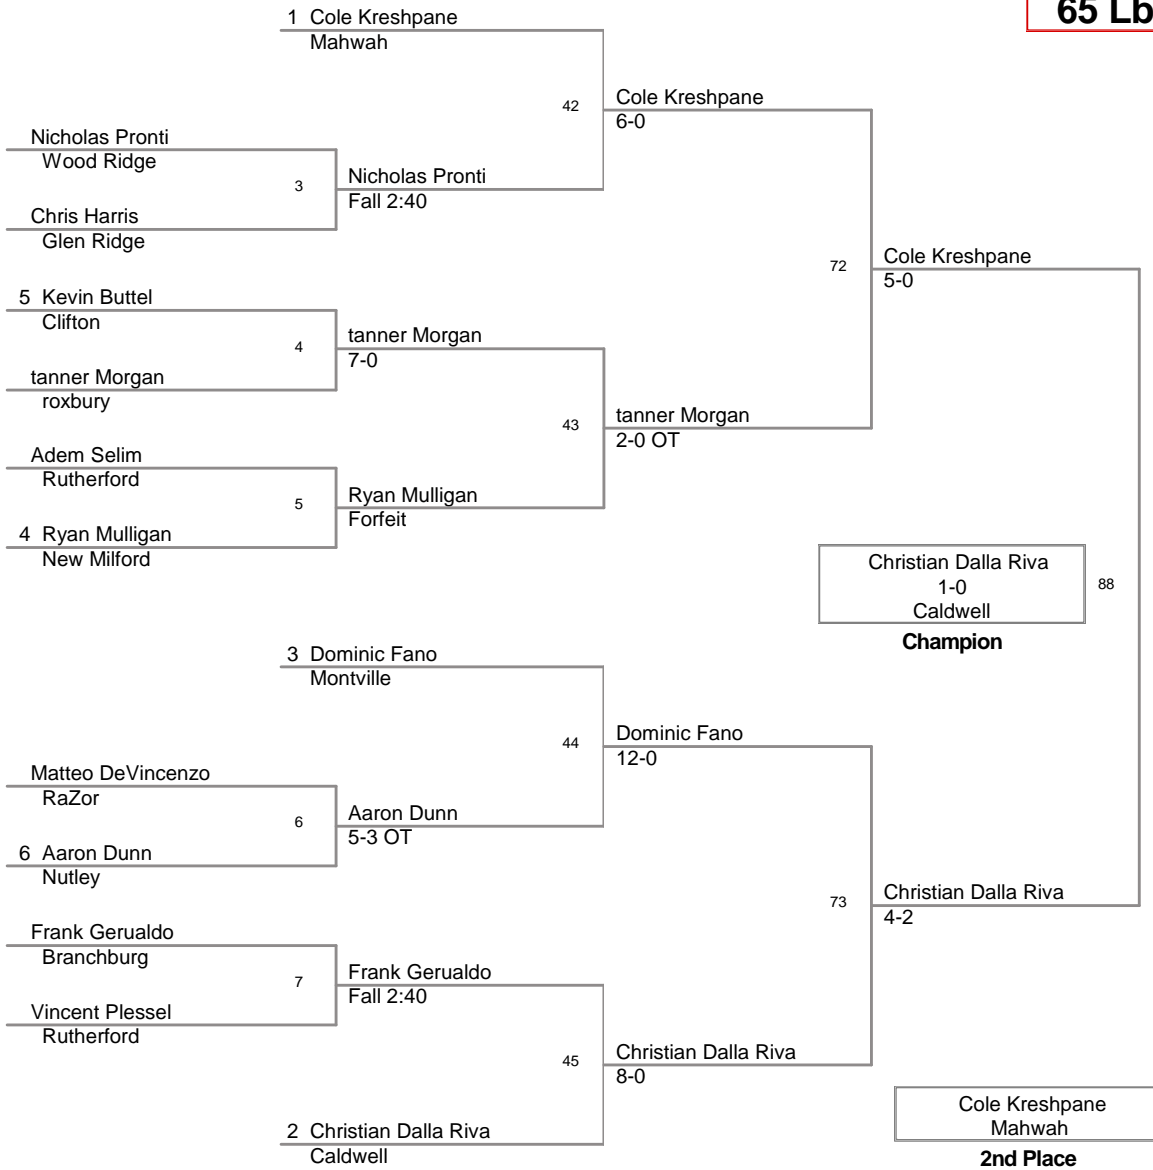 65 Lb
1 Cole Kreshpane
Mahwah
42
Cole Kreshpane
6-0
Nicholas Pronti
Wood Ridge
3
Nicholas Pronti
Fall 2:40
Chris Harris
Glen Ridge
72
Cole Kreshpane
5-0
5 Kevin Buttel
Clifton
4
tanner Morgan
7-0
tanner Morgan
roxbury
43
tanner Morgan
2-0 OT
Adem Selim
Rutherford
5
Ryan Mulligan
Forfeit
4 Ryan Mulligan
New Milford
Christian Dalla Riva
1-0
Caldwell
88
Champion
3 Dominic Fano
Montville
44
Dominic Fano
12-0
Matteo DeVincenzo
RaZor
6
Aaron Dunn
5-3 OT
6 Aaron Dunn
Nutley
73
Christian Dalla Riva
4-2
Frank Gerualdo
Branchburg
7
Frank Gerualdo
Fall 2:40
Vincent Plessel
Rutherford
45
Christian Dalla Riva
8-0
2 Christian Dalla Riva
Caldwell
Cole Kreshpane
Mahwah
2nd Place